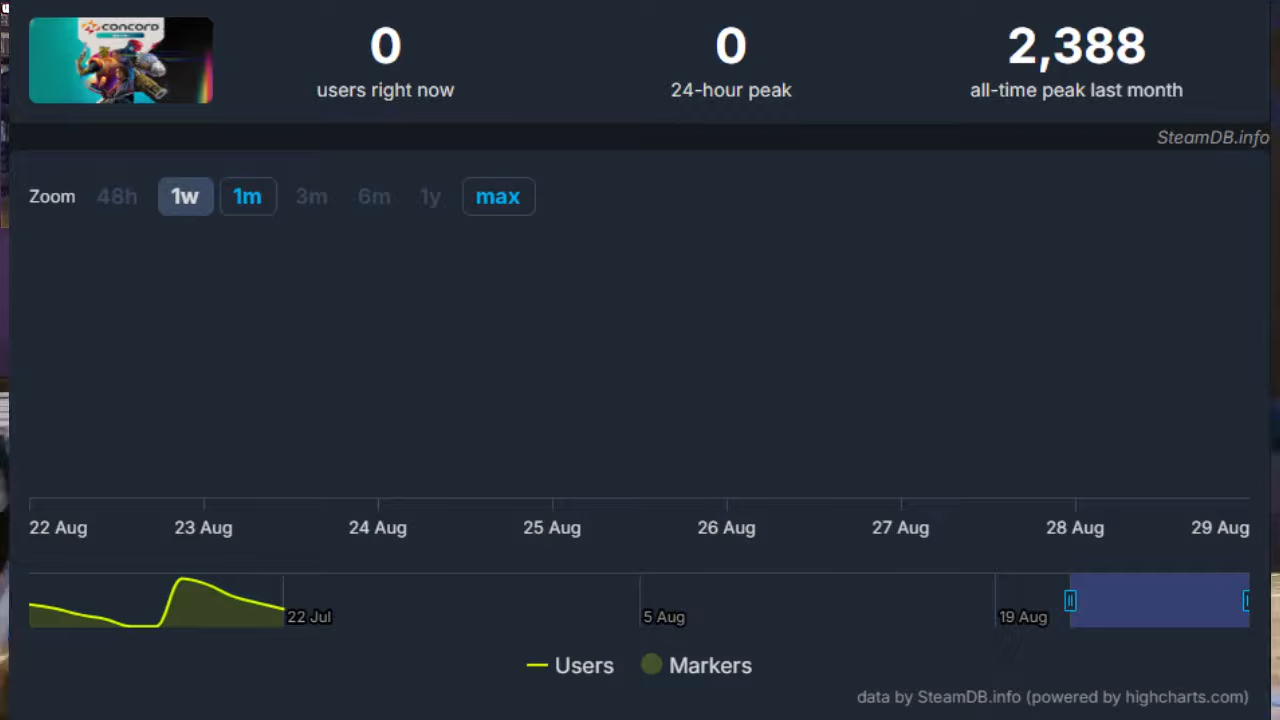 CONCORD
0
users right now
0
24-hour peak
2,388
all-time peak last month
SteamDB.info
Zoom 48h 1w 1m 3m 6m 1y max
22 Aug 23 Aug 24 Aug 25 Aug 26 Aug 27 Aug 28 Aug 29 Aug
22 Jul 5 Aug 19 Aug
Users Markers
data by SteamDB.info (powered by highcharts.com)